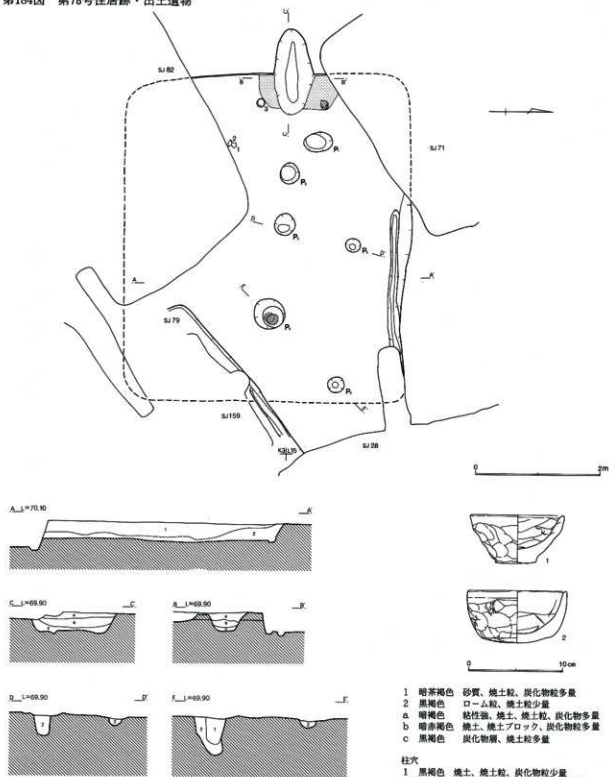 第184図 第78号住居跡・出土遺物
SJ 82
SJ 71
B
B'
C
C'
3
2
1
P₁
D
D'
A
A'
SJ 79
SJ 159
SJ 28
0 2m
A L=70.10 A'
1
2
C L=69.90 C'
B L=69.90 B'
D L=69.90 D'
E L=69.90 E'
1
2
0 10cm
1 暗茶褐色 砂質、焼土粒、炭化物粒多量
2 黒褐色 ローム粒、焼土粒少量
a 暗褐色 粘性強、焼土、焼土粒、炭化物多量
b 暗赤褐色 焼土、焼土ブロック、炭化物多量
c 黒褐色 炭化物層、焼土粒多量
柱穴
1 黒褐色 焼土、焼土粒、炭化物粒少量